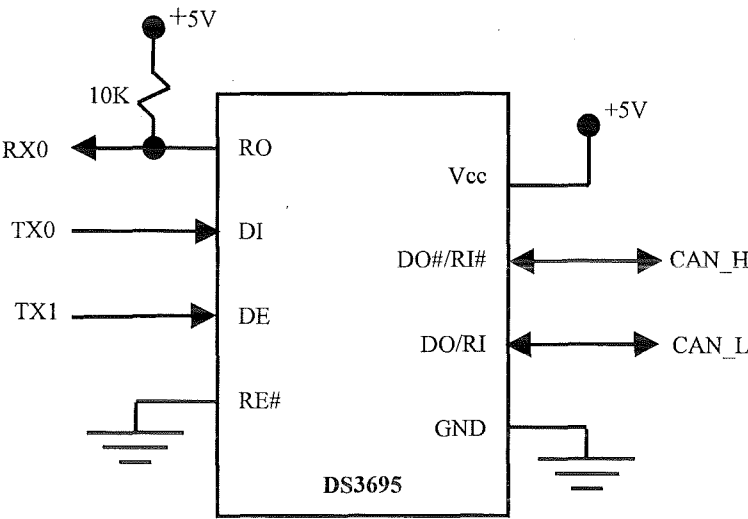 +5V
10K
+5V
RX0
RO
Vcc
TX0
DI
DO#/RI#
CAN_H
TX1
DE
DO/RI
CAN_L
RE#
GND
DS3695